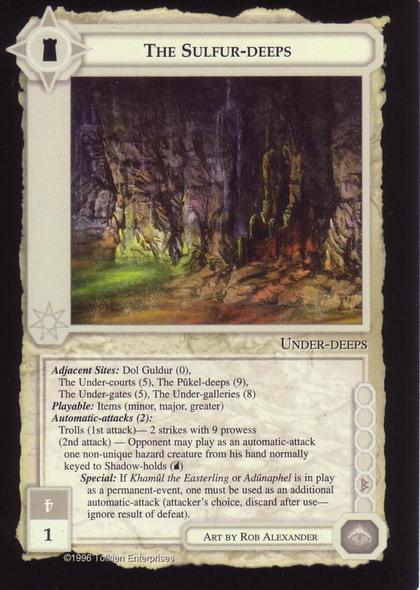 THE SULFUR-DEEPS
UNDER-DEEPS
Adjacent Sites: Dol Guldur (0),
The Under-courts (5), The Pûkel-deeps (9),
The Under-gates (5), The Under-galleries (8)
Playable: Items (minor, major, greater)
Automatic-attacks (2):
Trolls (1st attack)— 2 strikes with 9 prowess
(2nd attack) — Opponent may play as an automatic-attack
one non-unique hazard creature from his hand normally
keyed to Shadow-holds ()
Special: If Khamûl the Easterling or Adûnaphel is in play
as a permanent-event, one must be used as an additional
automatic-attack (attacker's choice, discard after use—
ignore result of defeat).
1
ART BY ROB ALEXANDER
©1996 Tolkien Enterprises